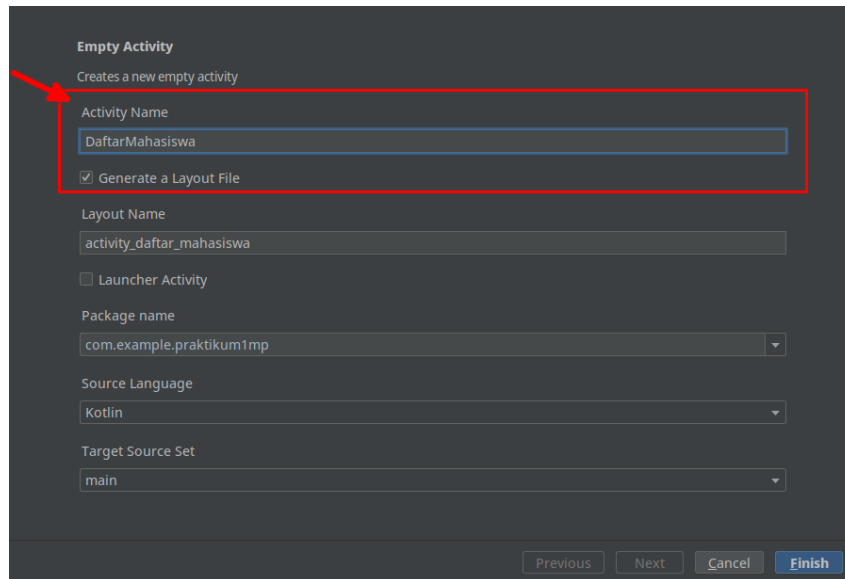 Empty Activity
Creates a new empty activity
Activity Name
DaftarMahasiswa
Generate a Layout File
Layout Name
activity_daftar_mahasiswa
Launcher Activity
Package name
com.example.praktikum1mp
Source Language
Kotlin
Target Source Set
main
Previous Next Cancel Finish